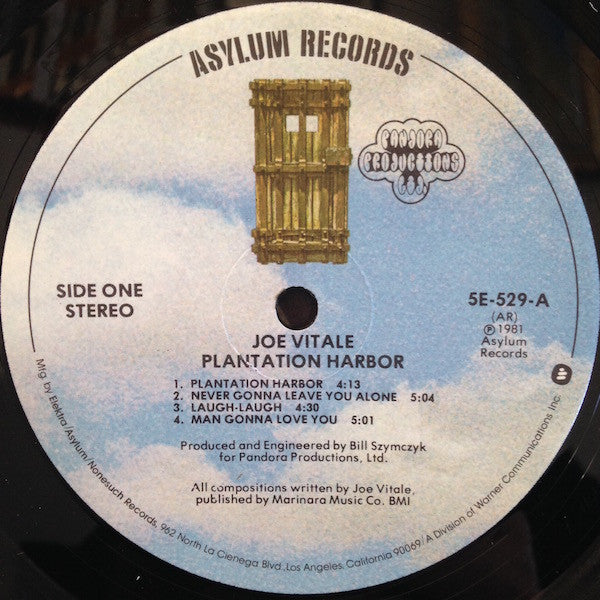 ASYLUM RECORDS
PANDORA
PRODUCTIONS
LTD.
SIDE ONE
STEREO
5E-529-A
(AR)
℗ 1981
Asylum
Records
JOE VITALE
PLANTATION HARBOR
1. PLANTATION HARBOR 4:13
2. NEVER GONNA LEAVE YOU ALONE 5:04
3. LAUGH-LAUGH 4:30
4. MAN GONNA LOVE YOU 5:01
Produced and Engineered by Bill Szymczyk
for Pandora Productions, Ltd.
All compositions written by Joe Vitale,
published by Marinara Music Co. BMI
Mfg. by Elektra/Asylum/Nonesuch Records, 962 North La Cienega Blvd., Los Angeles, California 90069/A Division of Warner Communications Inc.